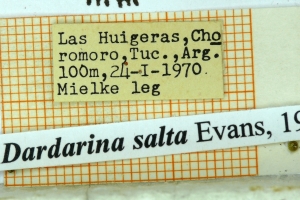 Las Huigeras,Cho
romoro,Tuc.,Arg.
100m,24-I-1970.
Mielke leg
Dardarina salta Evans, 19